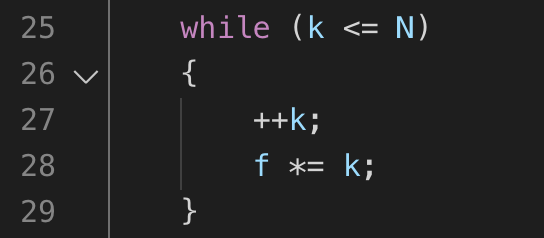 25 while (k <= N)
26 {
27 ++k;
28 f *= k;
29 }